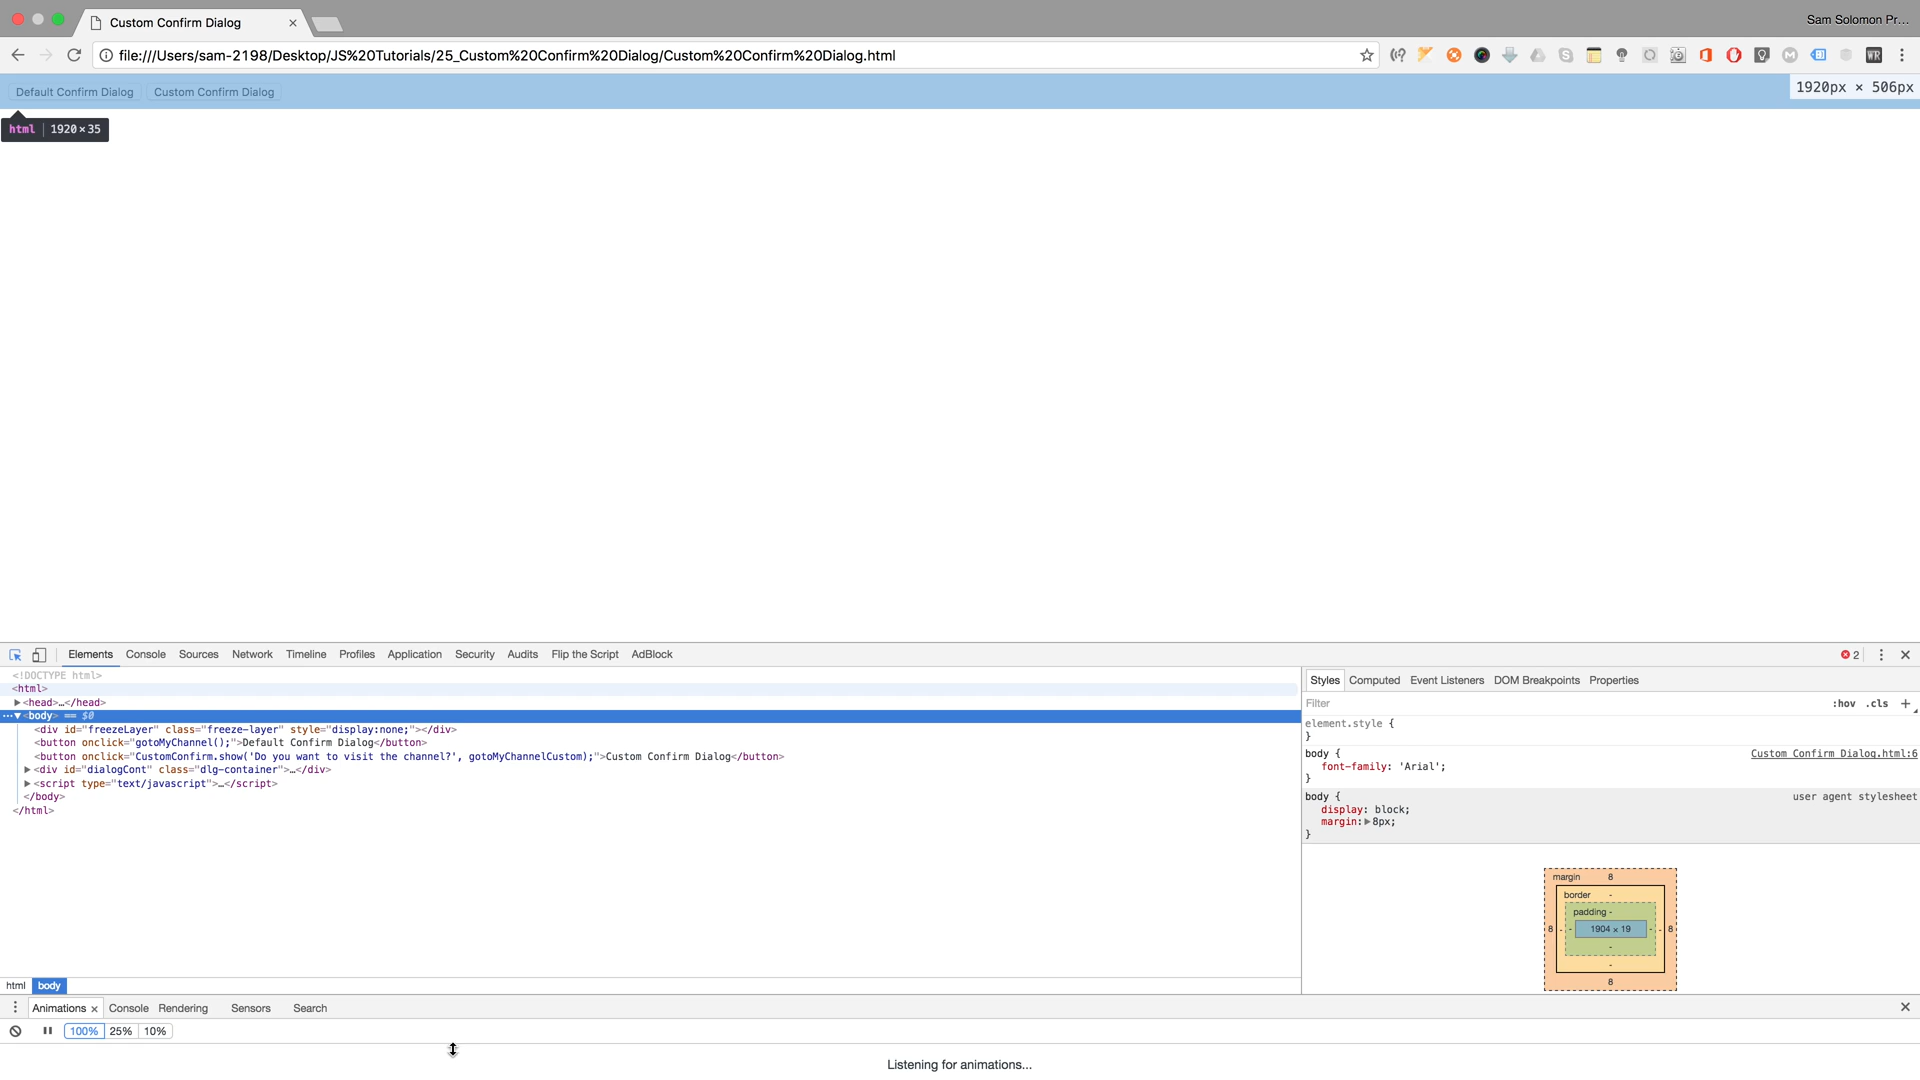 Custom Confirm Dialog ×
Sam Solomon Pr...
file:///Users/sam-2198/Desktop/JS%20Tutorials/25_Custom%20Confirm%20Dialog/Custom%20Confirm%20Dialog.html
Default Confirm Dialog Custom Confirm Dialog
1920px × 506px
html | 1920×35
Elements Console Sources Network Timeline Profiles Application Security Audits Flip the Script AdBlock
2
<!DOCTYPE html>
<html>
▶<head>…</head>
…▼<body> == $0
<div id="freezeLayer" class="freeze-layer" style="display:none;"></div>
<button onclick="gotoMyChannel();">Default Confirm Dialog</button>
<button onclick="CustomConfirm.show('Do you want to visit the channel?', gotoMyChannelCustom);">Custom Confirm Dialog</button>
▶<div id="dialogCont" class="dlg-container">…</div>
▶<script type="text/javascript">…</script>
</body>
</html>
html body
Styles Computed Event Listeners DOM Breakpoints Properties
Filter :hov .cls +
element.style {
}
body { Custom Confirm Dialog.html:6
font-family: 'Arial';
}
body { user agent stylesheet
display: block;
margin:▶8px;
}
margin 8
border -
padding -
8 - - 1904 × 19 - - 8
-
-
8
Animations × Console Rendering Sensors Search
100% 25% 10%
Listening for animations...